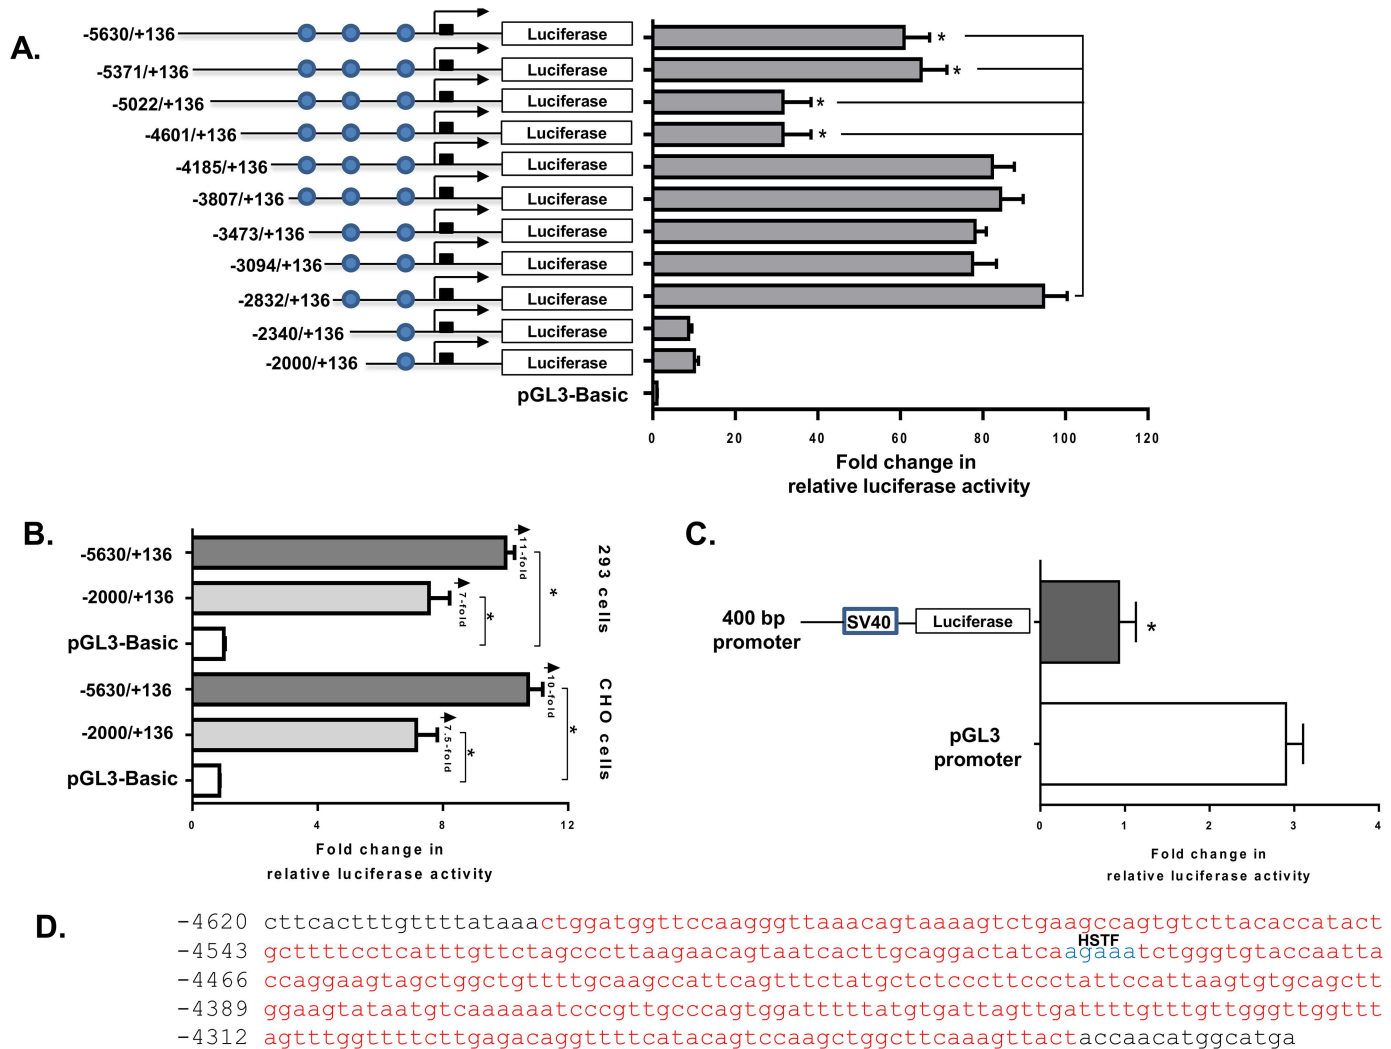 A.
-5630/+136 Luciferase *
-5371/+136 Luciferase *
-5022/+136 Luciferase *
-4601/+136 Luciferase *
-4185/+136 Luciferase
-3807/+136 Luciferase
-3473/+136 Luciferase
-3094/+136 Luciferase
-2832/+136 Luciferase
-2340/+136 Luciferase
-2000/+136 Luciferase
pGL3-Basic
0 20 40 60 80 100 120
Fold change in
relative luciferase activity
B.
-5630/+136 11-fold
-2000/+136 7-fold * *
pGL3-Basic
293 cells
-5630/+136 10-fold
-2000/+136 7.5-fold * *
pGL3-Basic
CHO cells
0 4 8 12
Fold change in
relative luciferase activity
C.
400 bp
promoter
SV40 Luciferase *
pGL3
promoter
0 1 2 3 4
Fold change in
relative luciferase activity
D.
-4620 cttcactttgttttataaactggatggttccaagggttaaacagtaaaagtctgaagccagtgtcttacaccatact
HSTF
-4543 gcttttccctcatttgttctagcccttaagaacagtaatcacttgcaggactatcaagaaatctgggtgtaccaatta
-4466 ccaggaagtagctggctgttttgcaagccattcagtttctatgctctcccttccctattccattaagtgtgcagctt
-4389 ggaagtataatgtcaaaaaatcccgttgcccagtggatttttatgtgattagttgattttgtttgttgggttggttt
-4312 agtttggttttcttgagacaggtttttcatacagtccaagctggcttcaaagttactaccaacatggcatga